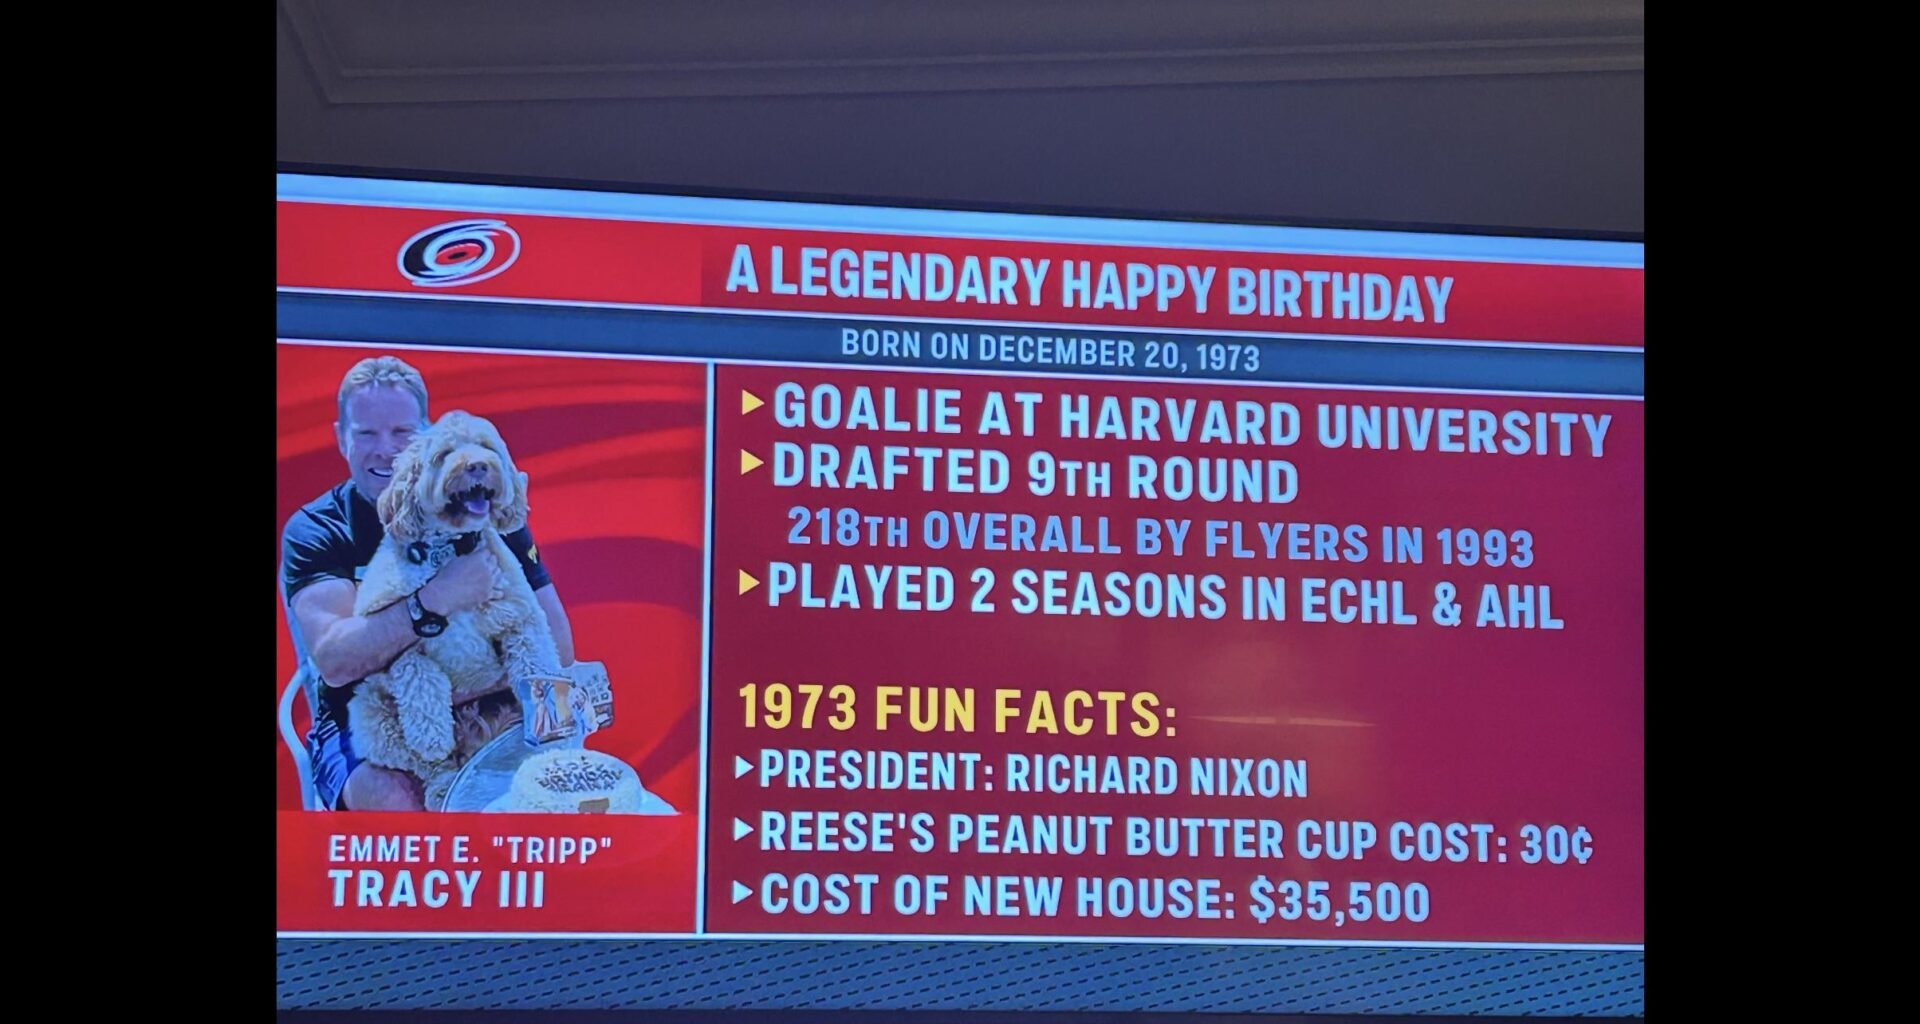 A LEGENDARY HAPPY BIRTHDAY
BORN ON DECEMBER 20, 1973
GOALIE AT HARVARD UNIVERSITY
DRAFTED 9TH ROUND
218TH OVERALL BY FLYERS IN 1993
PLAYED 2 SEASONS IN ECHL & AHL
1973 FUN FACTS:
PRESIDENT: RICHARD NIXON
REESE'S PEANUT BUTTER CUP COST: 30¢
COST OF NEW HOUSE: $35,500
EMMET E. "TRIPP"
TRACY III